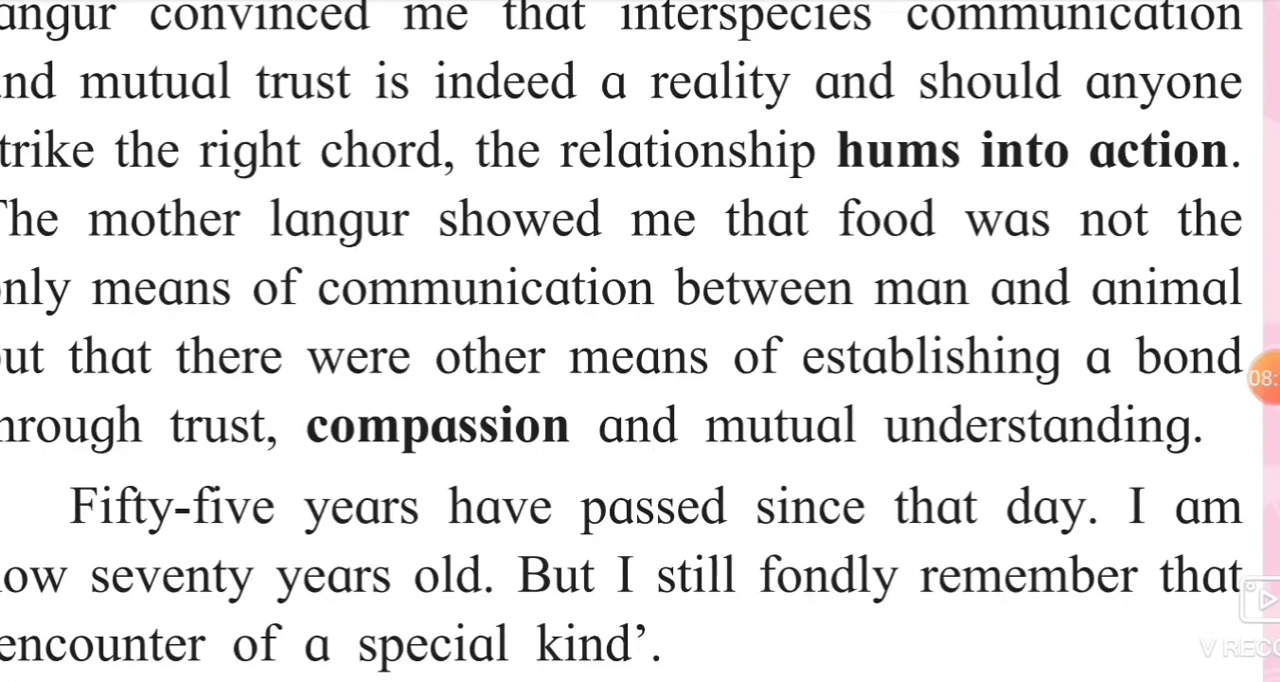 angur convinced me that interspecies communication
nd mutual trust is indeed a reality and should anyone
trike the right chord, the relationship hums into action.
The mother langur showed me that food was not the
nly means of communication between man and animal
ut that there were other means of establishing a bond
hrough trust, compassion and mutual understanding.
Fifty-five years have passed since that day. I am
ow seventy years old. But I still fondly remember that
encounter of a special kind’.
08:
V RECO